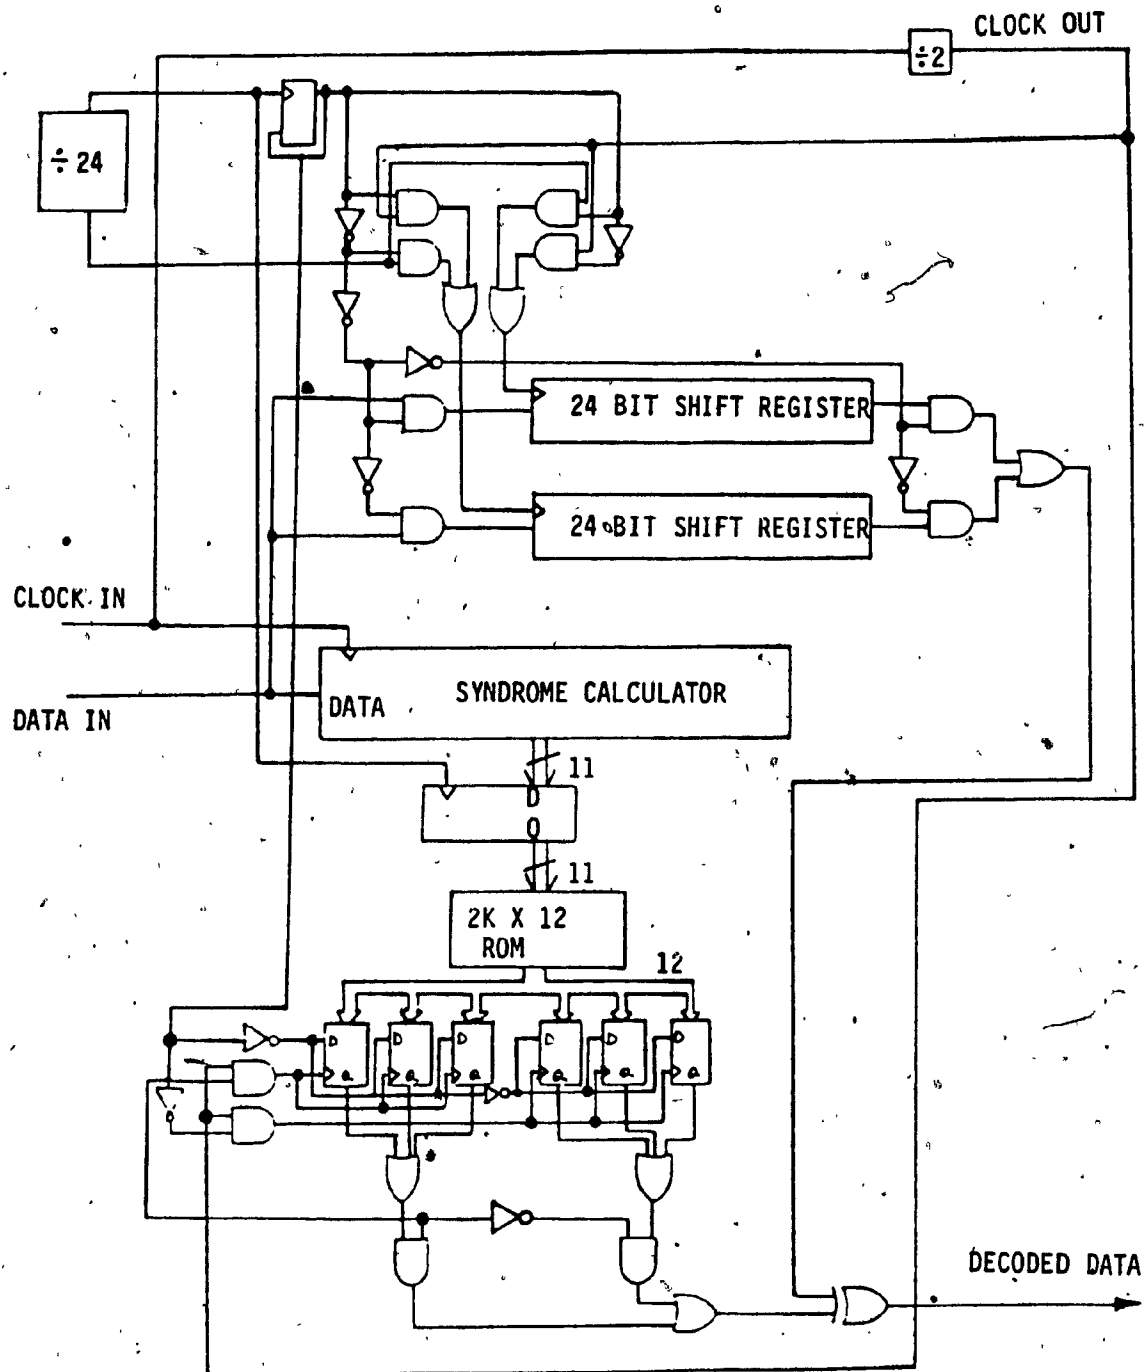 CLOCK OUT
÷2
÷ 24
24 BIT SHIFT REGISTER
24 BIT SHIFT REGISTER
CLOCK IN
DATA IN
DATA
SYNDROME CALCULATOR
11
D
Q
11
2K X 12
ROM
12
D
D
D
D
D
D
Q
Q
Q
Q
Q
Q
DECODED DATA